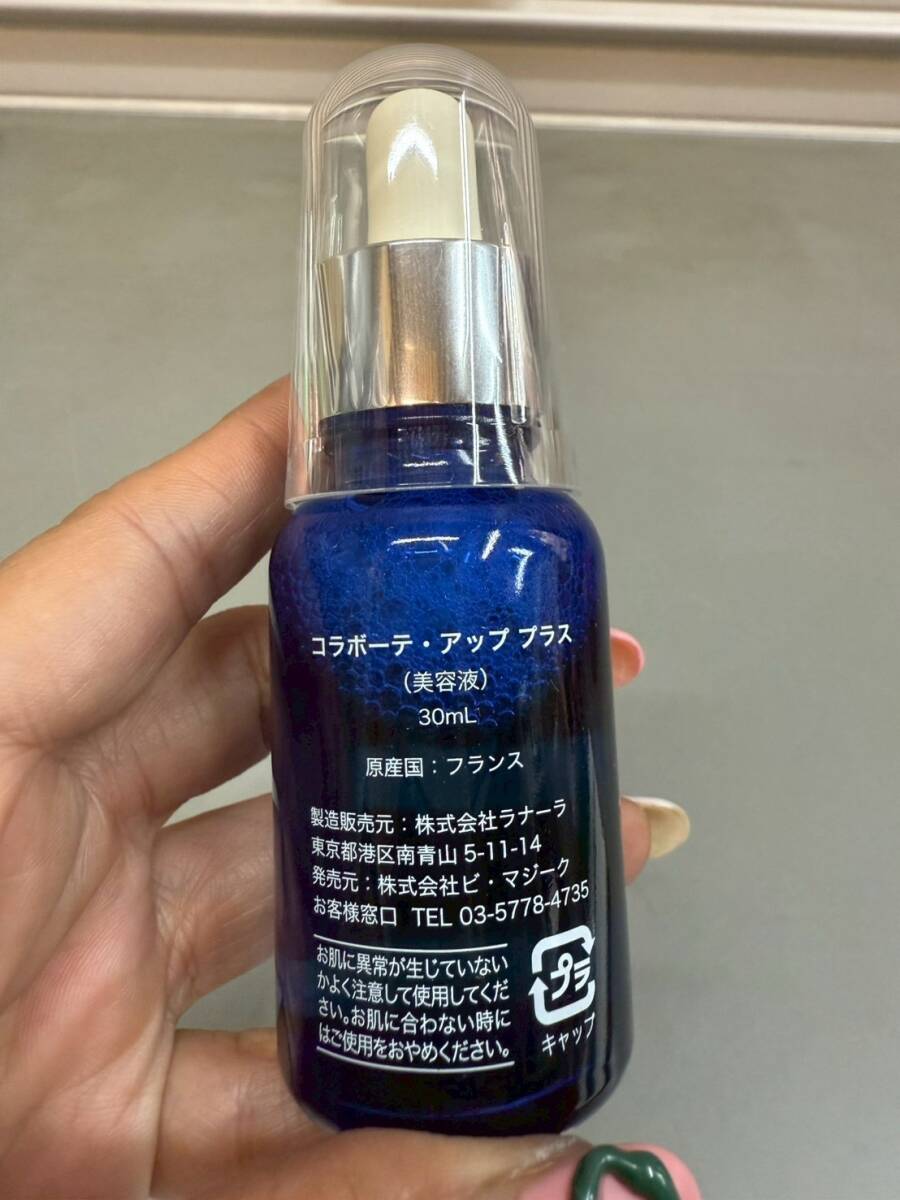 コラボーテ・アップ プラス
（美容液）
30mL
原産国：フランス
製造販売元：株式会社ラナーラ
東京都港区南青山 5-11-14
発売元：株式会社ビ・マジーク
お客様窓口 TEL 03-5778-4735
お肌に異常が生じていない
かよく注意して使用してくだ
さい。お肌に合わない時に
はご使用をおやめください。
プラ
キャップ